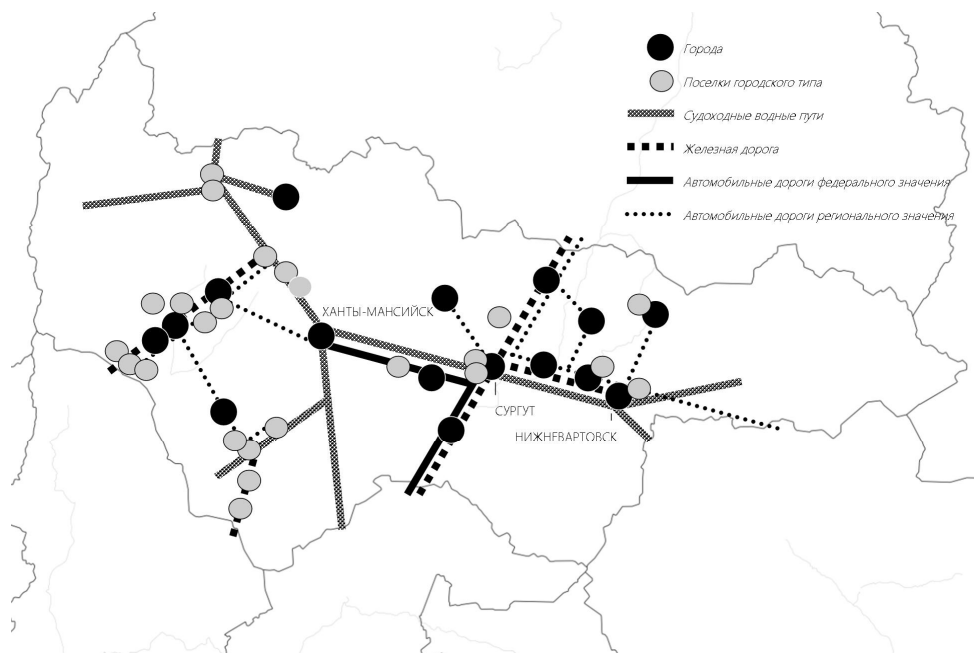 Города
Поселки городского типа
Судоходные водные пути
Железная дорога
Автомобильные дороги федерального значения
Автомобильные дороги регионального значения
ХАНТЫ-МАНСИЙСК
СУРГУТ
НИЖНЕВАРТОВСК